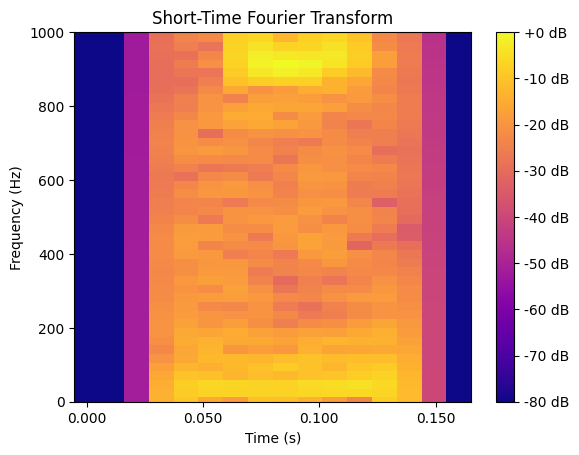 Short-Time Fourier Transform
1000
800
600
400
200
0
Frequency (Hz)
0.000
0.050
0.100
0.150
Time (s)
+0 dB
-10 dB
-20 dB
-30 dB
-40 dB
-50 dB
-60 dB
-70 dB
-80 dB